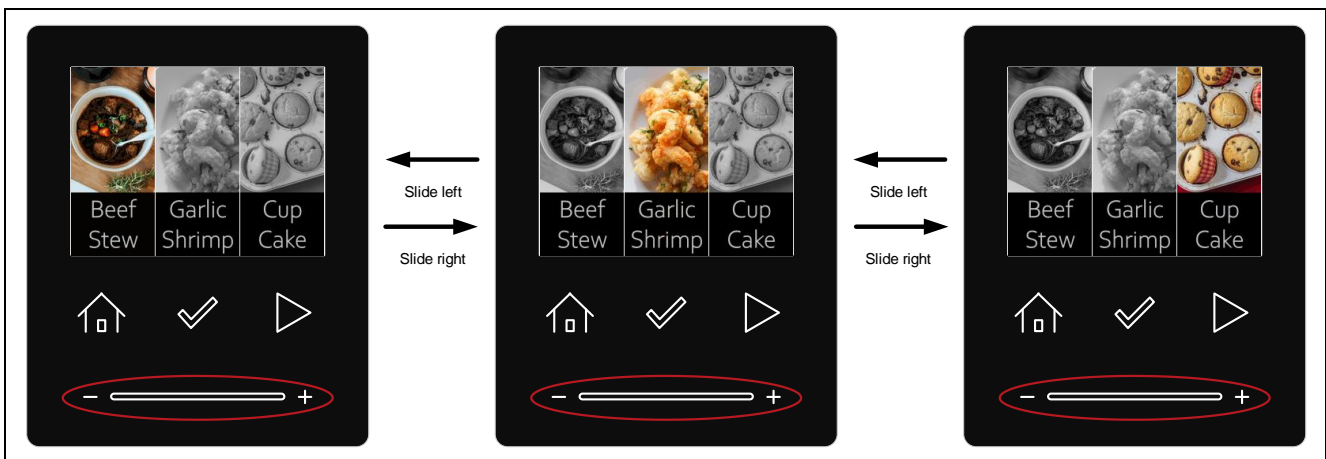 Beef
Stew
Garlic
Shrimp
Cup
Cake
Slide left
Slide right
Beef
Stew
Garlic
Shrimp
Cup
Cake
Slide left
Slide right
Beef
Stew
Garlic
Shrimp
Cup
Cake
- +
- +
- +